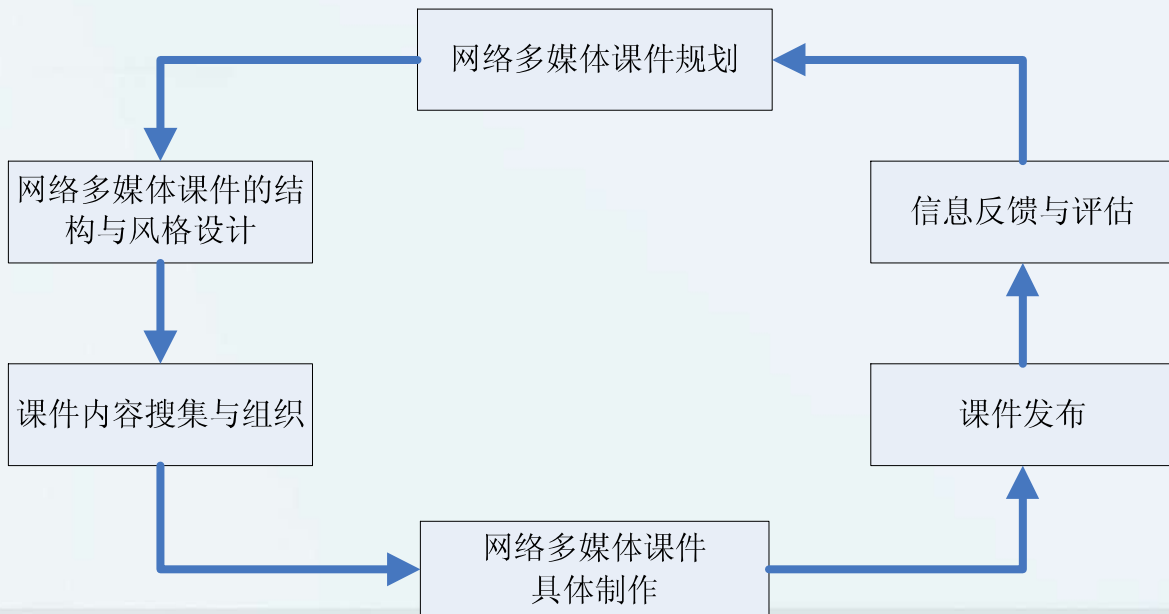 网络多媒体课件规划
网络多媒体课件的结
构与风格设计
信息反馈与评估
课件内容搜集与组织
课件发布
网络多媒体课件
具体制作